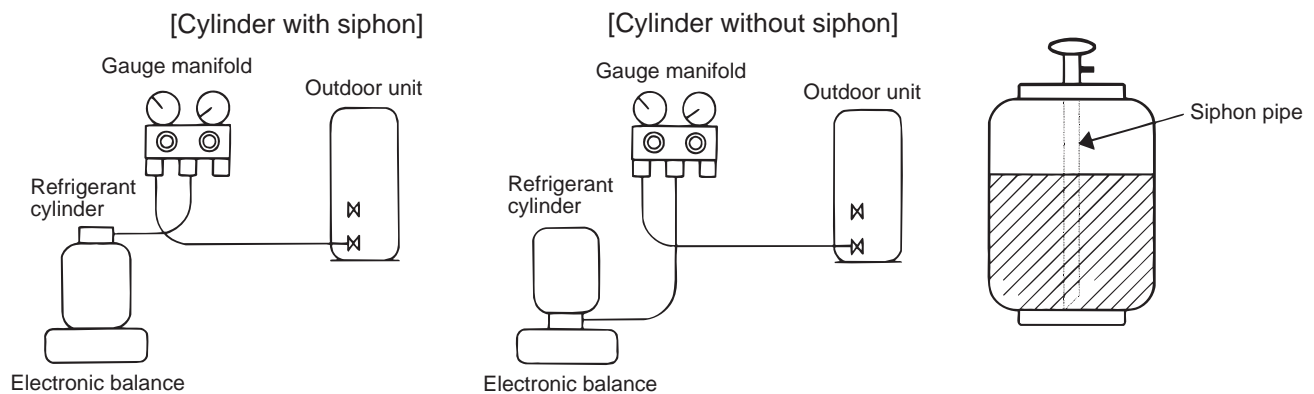 [Cylinder with siphon]
Gauge manifold
Outdoor unit
Refrigerant
cylinder
Electronic balance
[Cylinder without siphon]
Gauge manifold
Outdoor unit
Refrigerant
cylinder
Electronic balance
Siphon pipe